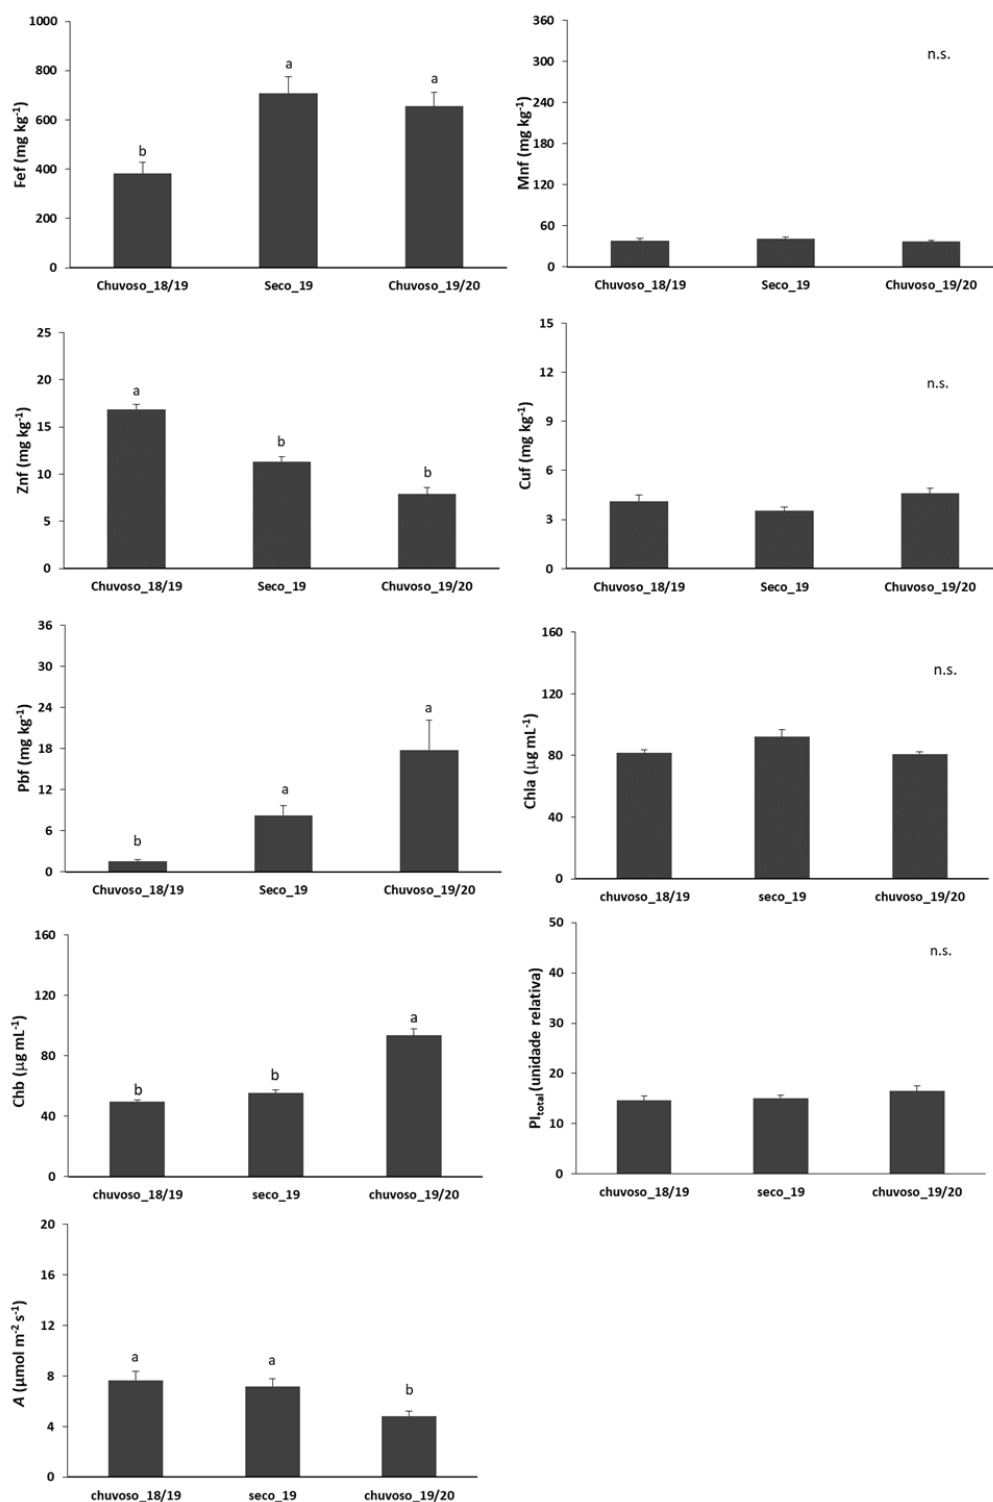 1000
800
600
400
200
0
Fef (mg kg-1)
b
a
a
Chuvoso_18/19
Seco_19
Chuvoso_19/20
360
300
240
180
120
60
0
Mnf (mg kg-1)
n.s.
Chuvoso_18/19
Seco_19
Chuvoso_19/20
25
20
15
10
5
0
Znf (mg kg-1)
a
b
b
Chuvoso_18/19
Seco_19
Chuvoso_19/20
15
12
9
6
3
0
Cuf (mg kg-1)
n.s.
Chuvoso_18/19
Seco_19
Chuvoso_19/20
36
30
24
18
12
6
0
Pbf (mg kg-1)
b
a
a
Chuvoso_18/19
Seco_19
Chuvoso_19/20
160
120
80
40
0
Chla (µg mL-1)
n.s.
chuvoso_18/19
seco_19
chuvoso_19/20
160
120
80
40
0
Chb (µg mL-1)
b
b
a
chuvoso_18/19
seco_19
chuvoso_19/20
50
40
30
20
10
0
PItotal (unidade relativa)
n.s.
chuvoso_18/19
seco_19
chuvoso_19/20
20
16
12
8
4
0
A (µmol m-2 s-1)
a
a
b
chuvoso_18/19
seco_19
chuvoso_19/20